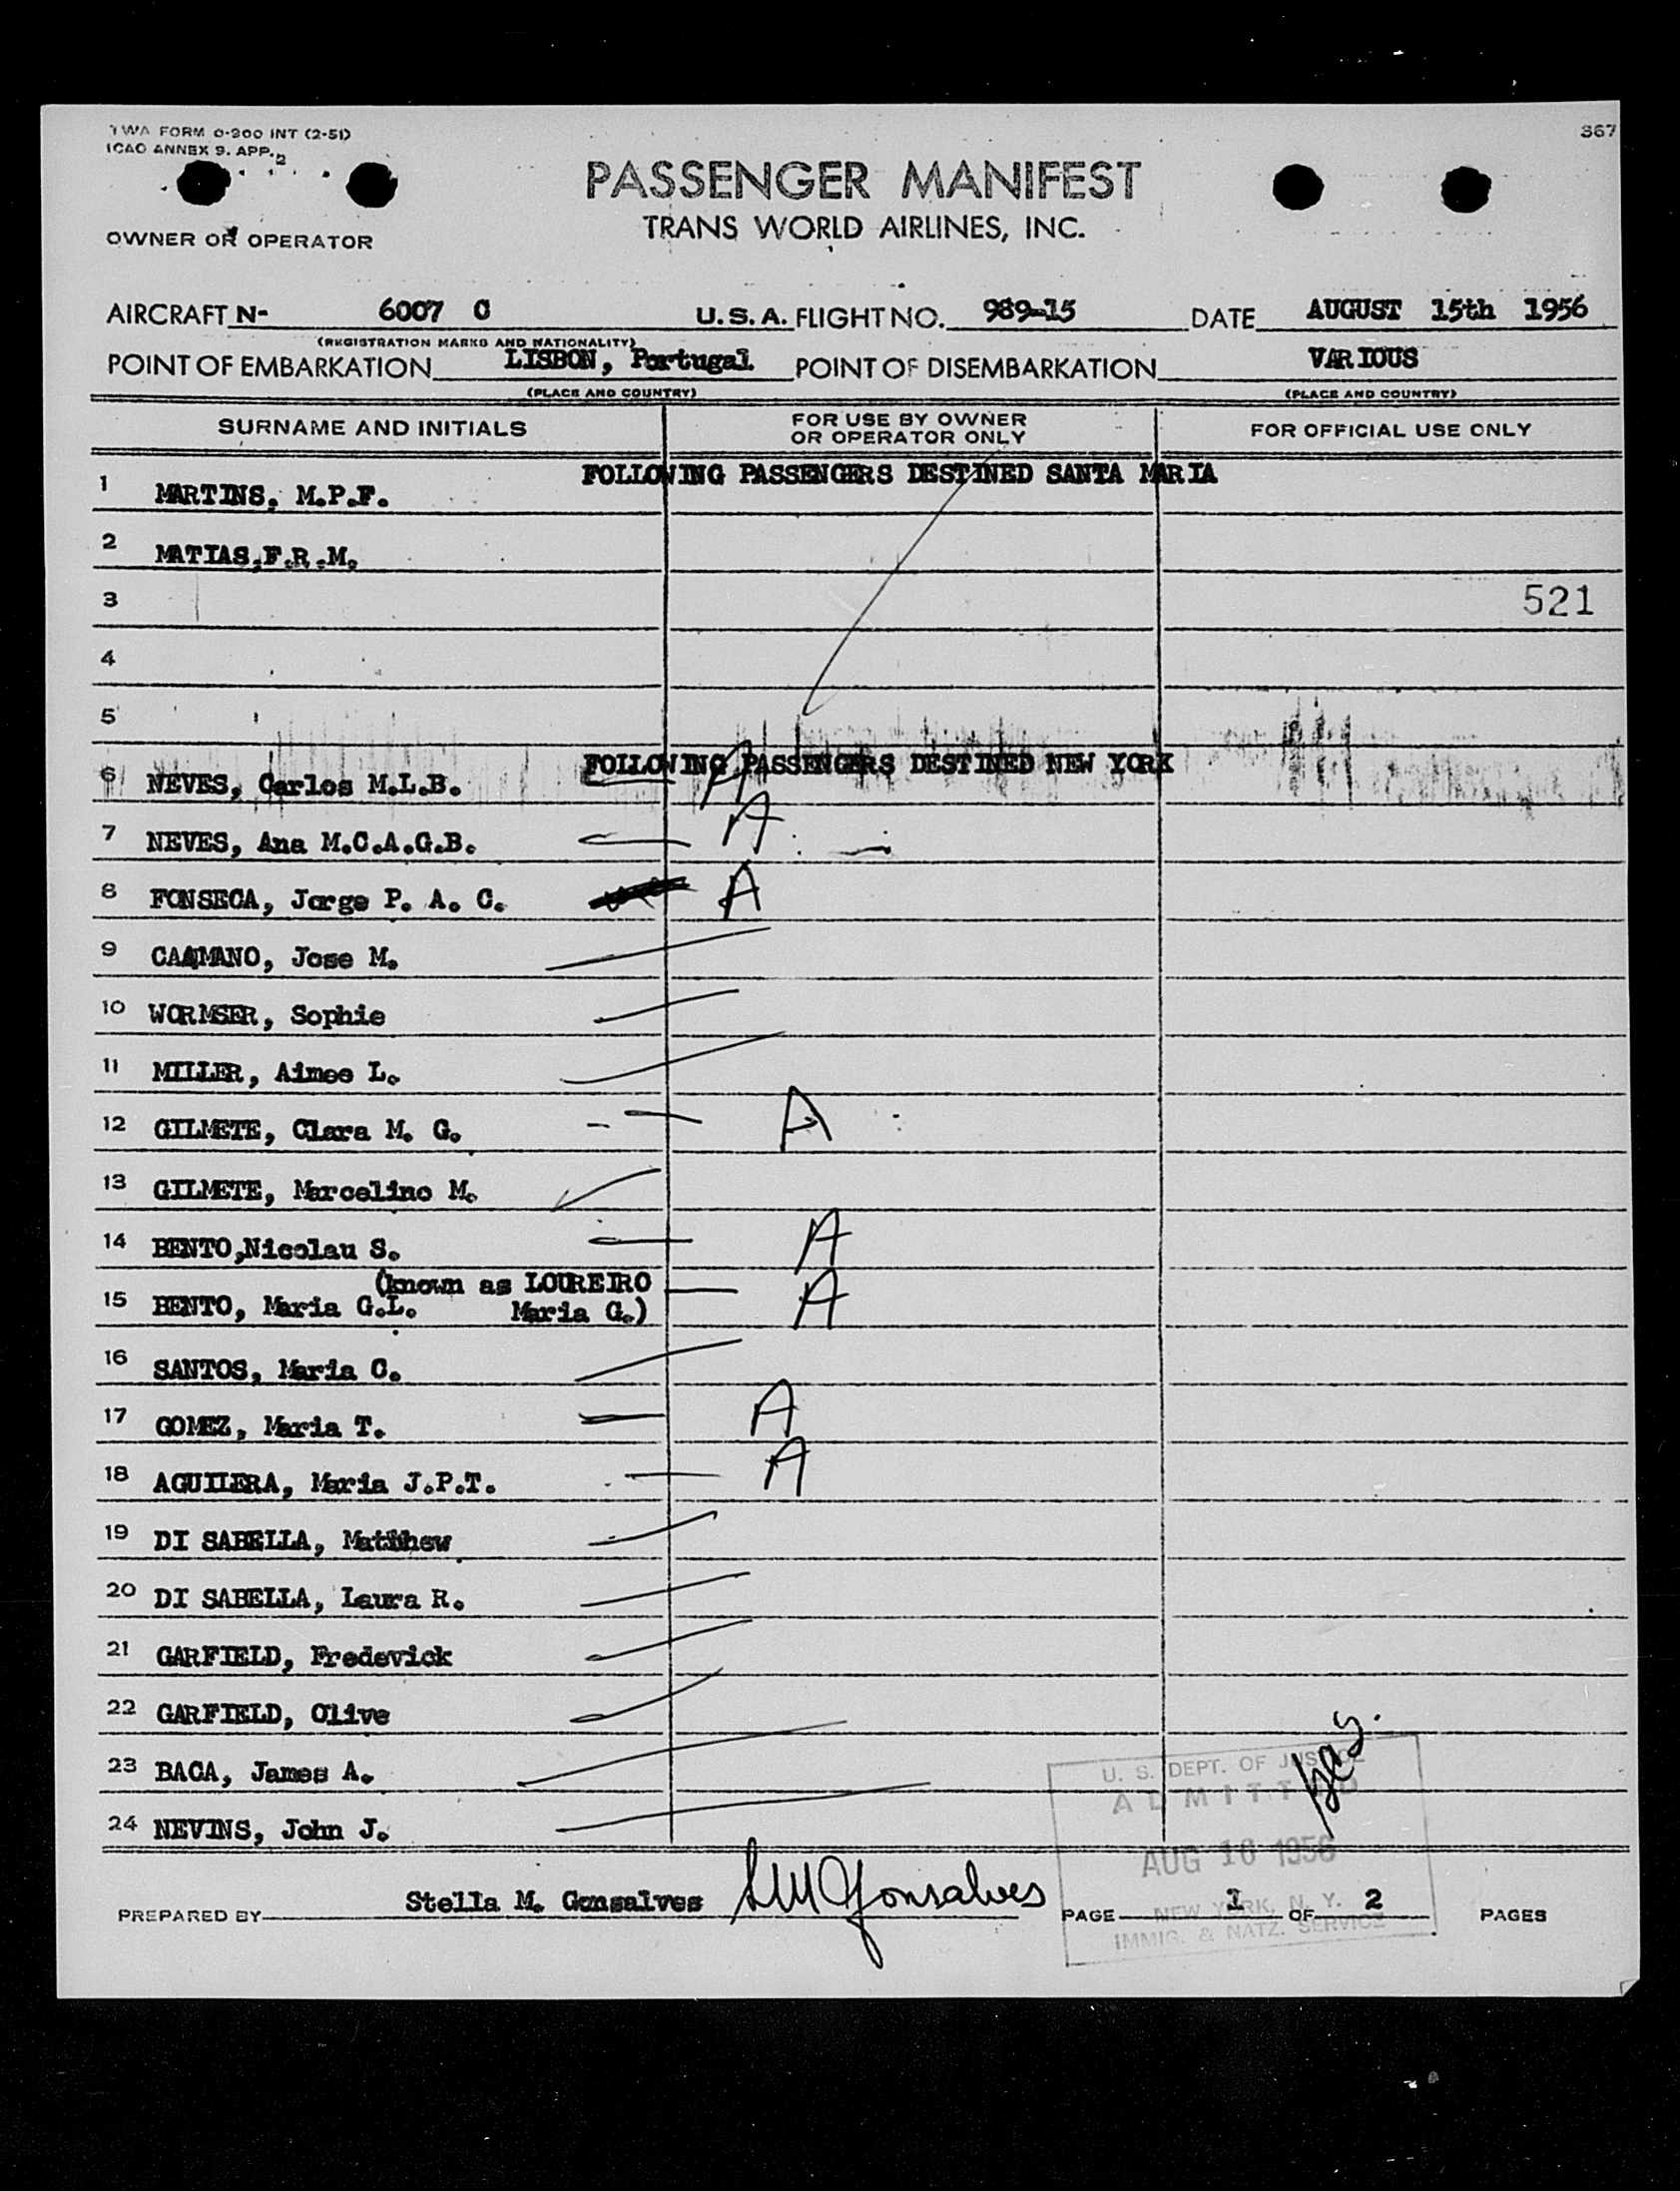 TWA FORM 0-200 INT (2-51)
ICAO ANNEX 9. APP. 2
367
PASSENGER MANIFEST
TRANS WORLD AIRLINES, INC.
OWNER OR OPERATOR
AIRCRAFT N- 6007 C U.S.A. FLIGHT NO. 989-15 DATE AUGUST 15th 1956
(REGISTRATION MARKS AND NATIONALITY)
POINT OF EMBARKATION LISBON, Portugal POINT OF DISEMBARKATION VARIOUS
(PLACE AND COUNTRY) (PLACE AND COUNTRY)
SURNAME AND INITIALS FOR USE BY OWNER OR OPERATOR ONLY FOR OFFICIAL USE ONLY
FOLLOWING PASSENGERS DESTINED SANTA MARIA
1 MARTINS, M.P.F.
2 MATIAS,F.R.M.
3 521
4
5
FOLLOWING PASSENGERS DESTINED NEW YORK
6 NEVES, Carlos M.L.B. A
7 NEVES, Ana M.C.A.G.B. A
8 FONSECA, Jorge P. A. C. A
9 CAAMANO, Jose M.
10 WORMSER, Sophie
11 MILLER, Aimee L.
12 GILMETE, Clara M. G. A
13 GILMETE, Marcelino M.
14 BENTO,Nicolau S. A
(known as LOUREIRO
15 BENTO, Maria G.L. Maria G.) A
16 SANTOS, Maria C.
17 GOMEZ, Maria T. A
18 AGUILERA, Maria J.P.T. A
19 DI SABELLA, Matthew
20 DI SABELLA, Laura R.
21 GARFIELD, Fredevick
22 GARFIELD, Olive
23 BACA, James A.
24 NEVINS, John J.
U. S. DEPT. OF JUSTICE
ADMITTED
AUG 16 1956
NEW YORK, N. Y.
IMMIG. & NATZ. SERVICE
PREPARED BY Stella M. Gonsalves SMGonsalves PAGE 1 OF 2 PAGES